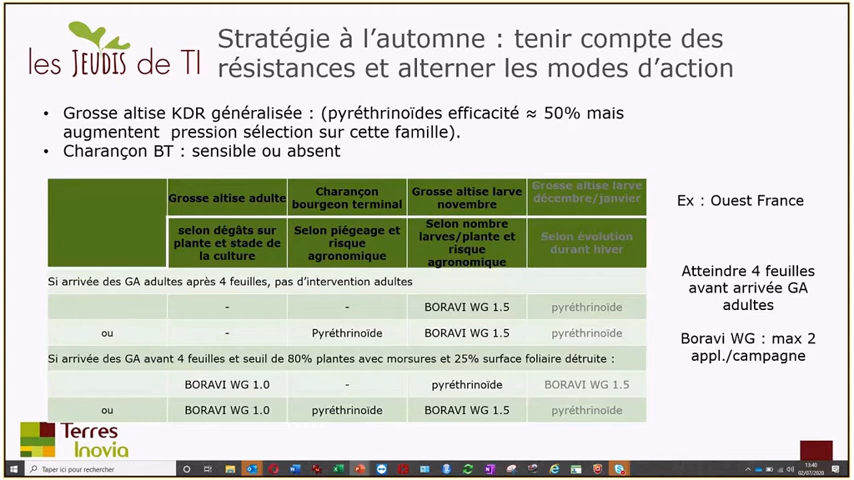 les JEUDIS de TI
Stratégie à l'automne : tenir compte des
résistances et alterner les modes d'action
• Grosse altise KDR généralisée : (pyréthrinoïdes efficacité ≈ 50% mais
augmentent pression sélection sur cette famille).
• Charançon BT : sensible ou absent
Grosse altise adulte
Charançon
bourgeon terminal
Grosse altise larve
novembre
Grosse altise larve
décembre/janvier
selon dégâts sur
plante et stade de
la culture
Selon piégeage et
risque
agronomique
Selon nombre
larves/plante et
risque
agronomique
Selon évolution
durant hiver
Si arrivée des GA adultes après 4 feuilles, pas d'intervention adultes
- - BORAVI WG 1.5 pyréthrinoïde
ou - Pyréthrinoïde BORAVI WG 1.5 pyréthrinoïde
Si arrivée des GA avant 4 feuilles et seuil de 80% plantes avec morsures et 25% surface foliaire détruite :
BORAVI WG 1.0 - pyréthrinoïde BORAVI WG 1.5
ou BORAVI WG 1.0 pyréthrinoïde BORAVI WG 1.5 pyréthrinoïde
Ex : Ouest France
Atteindre 4 feuilles
avant arrivée GA
adultes
Boravi WG : max 2
appl./campagne
Terres
Inovia
Taper ici pour rechercher
13:40
02/07/2020